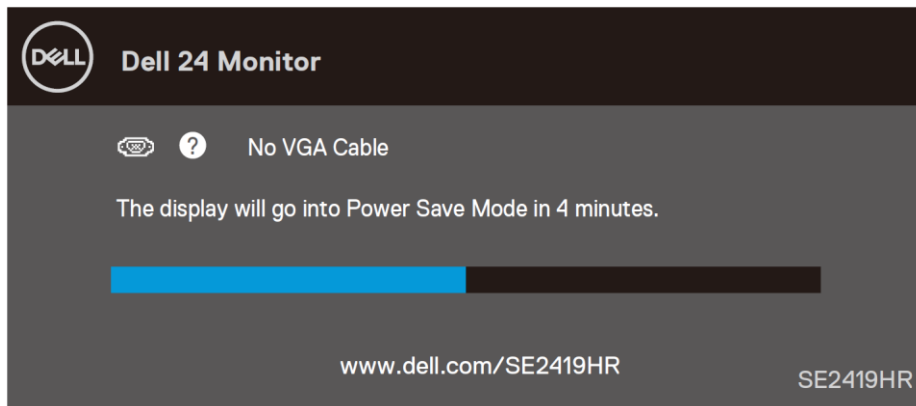 DELL
Dell 24 Monitor
? No VGA Cable
The display will go into Power Save Mode in 4 minutes.
www.dell.com/SE2419HR
SE2419HR